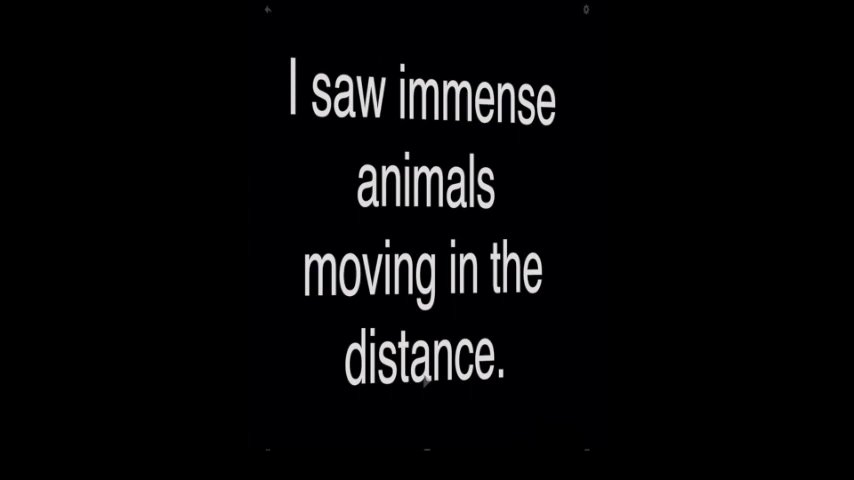 I saw immense
animals
moving in the
distance.